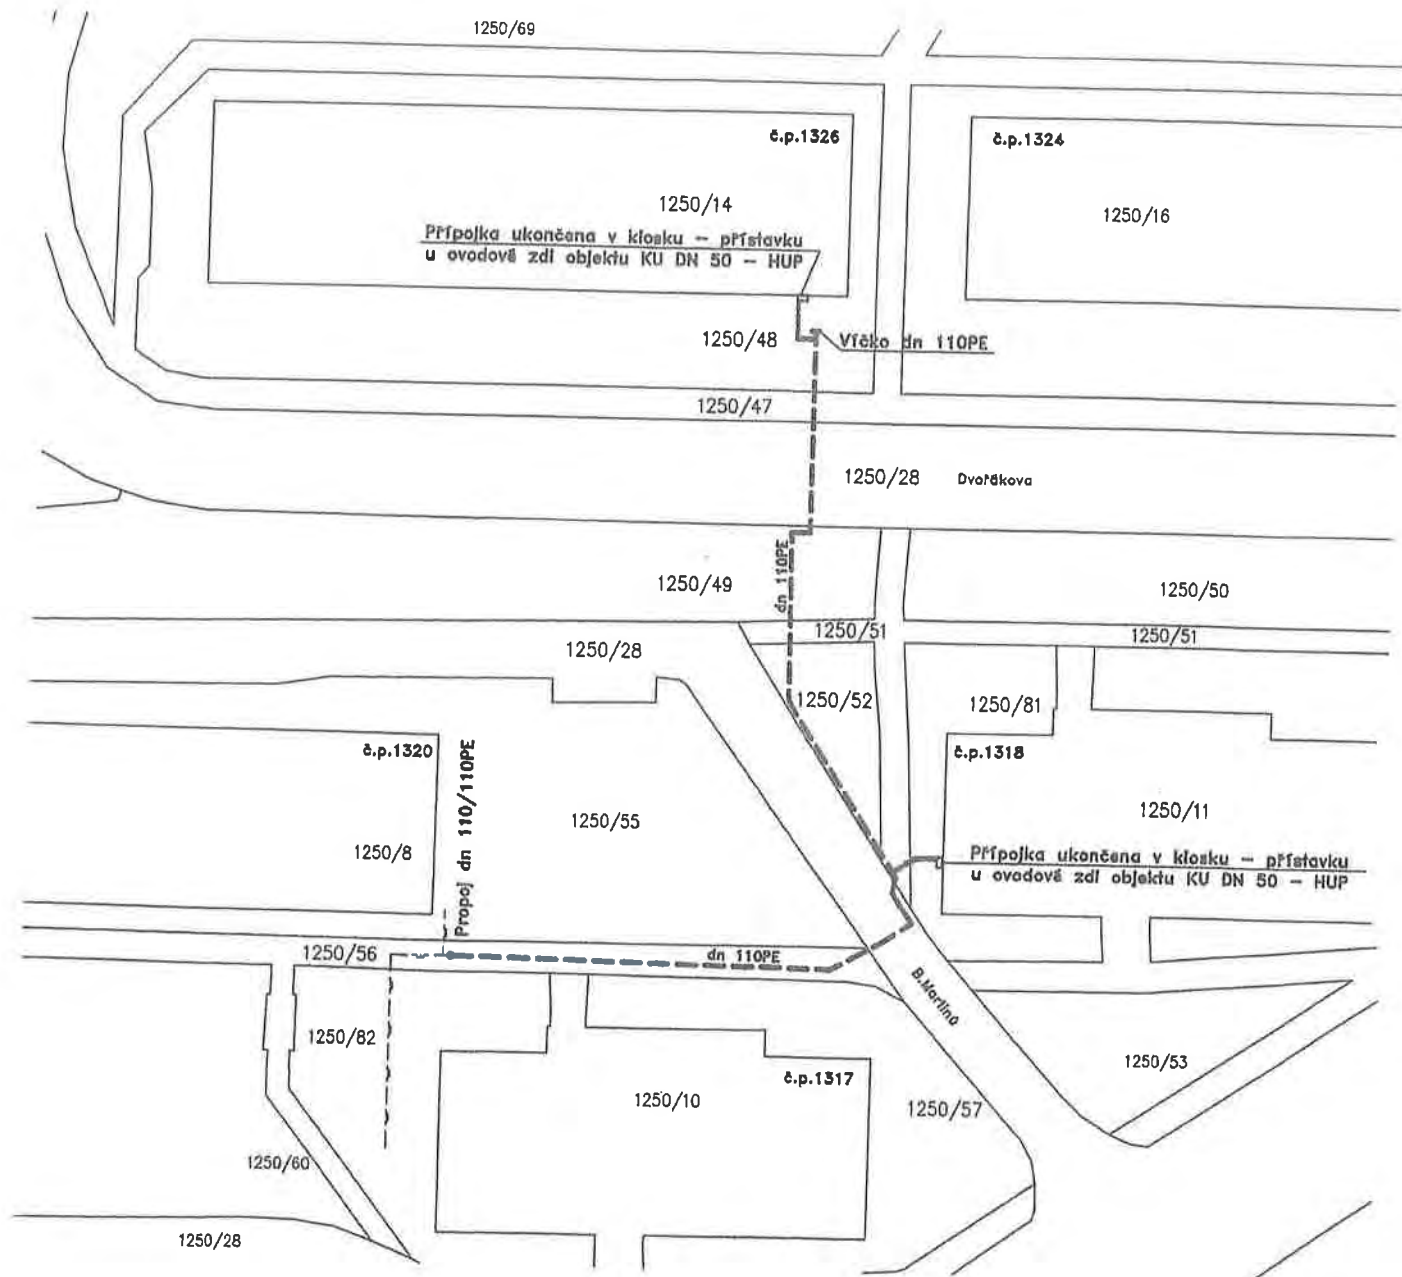 1250/69
č.p.1326
č.p.1324
1250/14
1250/16
Přípojka ukončena v kiosku – přístavku
u ovodově zdi objektu KU DN 50 – HUP
1250/48
Víčko dn 110PE
1250/47
1250/28
Dvořákova
dn 110PE
1250/49
1250/50
1250/51
1250/51
1250/28
1250/52
1250/81
č.p.1320
Propoj dn 110/110PE
č.p.1318
1250/55
1250/11
1250/8
Přípojka ukončena v kiosku – přístavku
u ovodově zdi objektu KU DN 50 – HUP
1250/56
dn 110PE
B.Martinů
1250/82
1250/53
č.p.1317
1250/10
1250/57
1250/60
1250/28